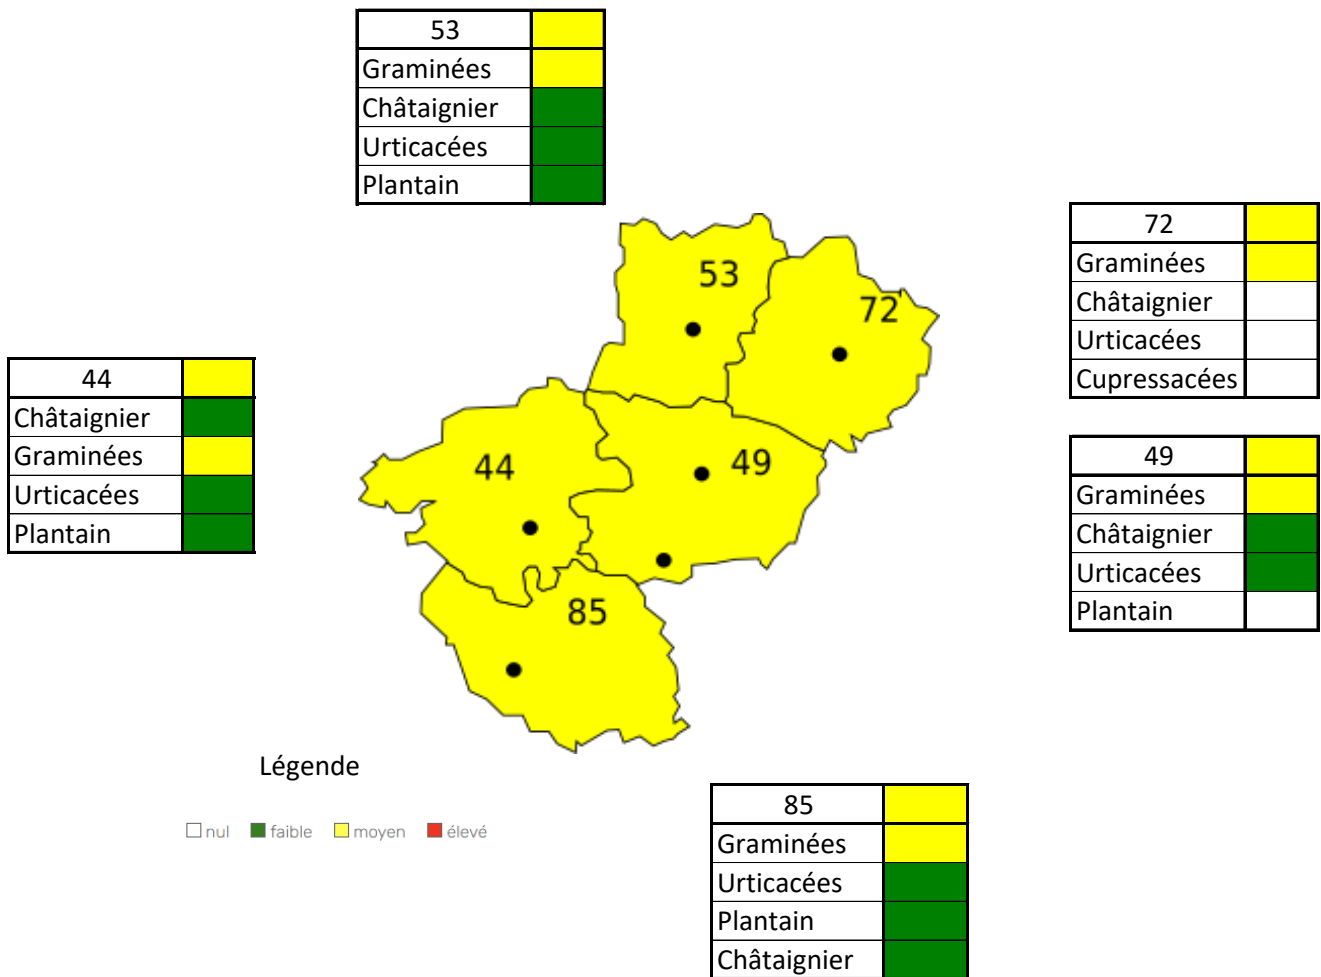 53
Graminées
Châtaignier
Urticacées
Plantain
72
Graminées
Châtaignier
Urticacées
Cupressacées
53
72
44
Châtaignier
Graminées
Urticacées
Plantain
44
49
49
Graminées
Châtaignier
Urticacées
Plantain
85
Légende
nul faible moyen élevé
85
Graminées
Urticacées
Plantain
Châtaignier